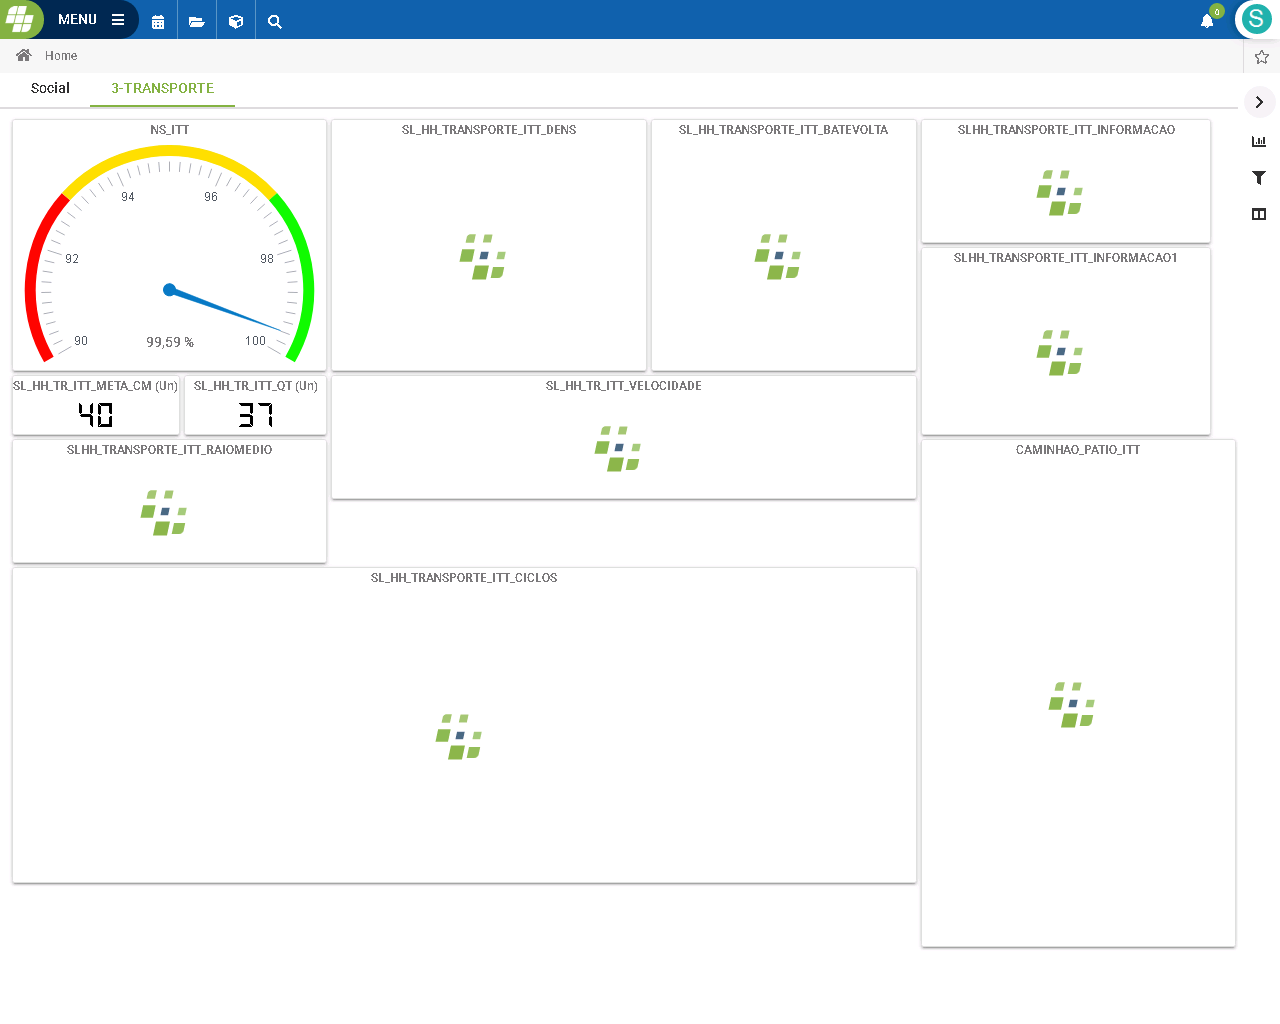 MENU
0
S
Home
Social
3-TRANSPORTE
NS_ITT
90
92
94
96
98
100
99,59 %
SL_HH_TRANSPORTE_ITT_DENS
SL_HH_TRANSPORTE_ITT_BATEVOLTA
SLHH_TRANSPORTE_ITT_INFORMACAO
SLHH_TRANSPORTE_ITT_INFORMACAO1
SL_HH_TR_ITT_META_CM (Un)
40
SL_HH_TR_ITT_QT (Un)
37
SL_HH_TR_ITT_VELOCIDADE
SLHH_TRANSPORTE_ITT_RAIOMEDIO
CAMINHAO_PATIO_ITT
SL_HH_TRANSPORTE_ITT_CICLOS